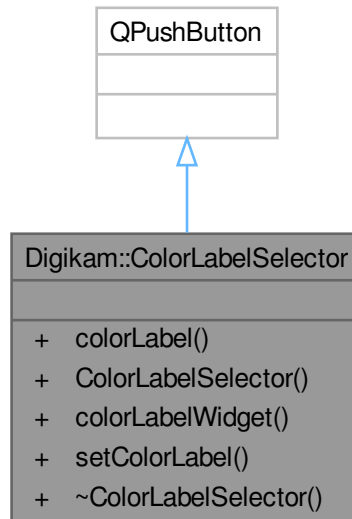 QPushButton
Digikam::ColorLabelSelector
+ colorLabel()
+ ColorLabelSelector()
+ colorLabelWidget()
+ setColorLabel()
+ ~ColorLabelSelector()